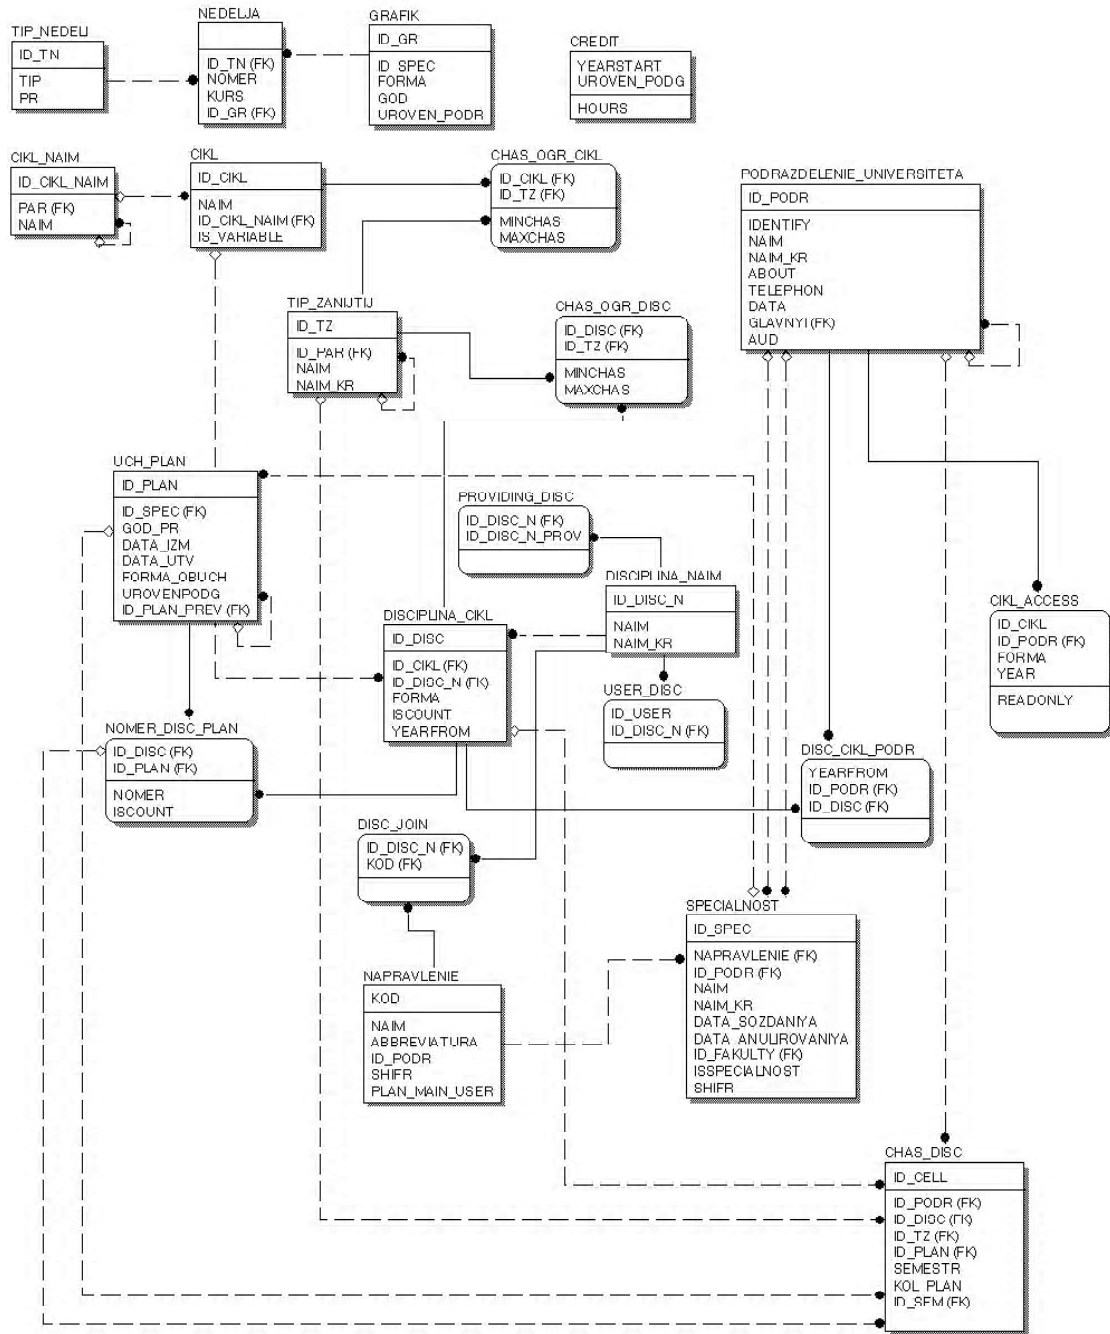 TIP_NEDELI
ID_TN
TIP
PR
NEDELJA
ID_TN (FK)
NOMER
KURS
ID_GR (FK)
GRAFIK
ID_GR
ID_SPEC
FORMA
GOD
UROVEN_PODR
CREDIT
YEARSTART
UROVEN_PODG
HOURS
CIKL_NAIM
ID_CIKL_NAIM
PAR (FK)
NAIM
CIKL
ID_CIKL
NAIM
ID_CIKL_NAIM (FK)
IS_VARIABLE
CHAS_OGR_CIKL
ID_CIKL (FK)
ID_TZ (FK)
MINCHAS
MAXCHAS
PODRAZDELENIE_UNIVERSITETA
ID_PODR
IDENTIFY
NAIM
NAIM_KR
ABOUT
TELEPHON
DATA
GLAVNYI (FK)
AUD
TIP_ZANIJTIJ
ID_TZ
ID_PAR (FK)
NAIM
NAIM_KR
CHAS_OGR_DISC
ID_DISC (FK)
ID_TZ (FK)
MINCHAS
MAXCHAS
UCH_PLAN
ID_PLAN
ID_SPEC (FK)
GOD_PR
DATA_IZM
DATA_UTV
FORMA_OBUCH
UROVENPODG
ID_PLAN_PREV (FK)
PROVIDING_DISC
ID_DISC_N (FK)
ID_DISC_N_PROV
DISCIPLINA_NAIM
ID_DISC_N
NAIM
NAIM_KR
CIKL_ACCESS
ID_CIKL
ID_PODR (FK)
FORMA
YEAR
READONLY
DISCIPLINA_CIKL
ID_DISC
ID_CIKL (FK)
ID_DISC_N (FK)
FORMA
ISCOUNT
YEARFROM
USER_DISC
ID_USER
ID_DISC_N (FK)
NOMER_DISC_PLAN
ID_DISC (FK)
ID_PLAN (FK)
NOMER
ISCOUNT
DISC_CIKL_PODR
YEARFROM
ID_PODR (FK)
ID_DISC (FK)
DISC_JOIN
ID_DISC_N (FK)
KOD (FK)
SPECIALNOST
ID_SPEC
NAPRAVLENIE (FK)
ID_PODR (FK)
NAIM
NAIM_KR
DATA_SOZDANIYA
DATA_ANULIROVANIYA
ID_FAKULTY (FK)
ISSPECIALNOST
SHIFR
NAPRAVLENIE
KOD
NAIM
ABBREVIATURA
ID_PODR
SHIFR
PLAN_MAIN_USER
CHAS_DISC
ID_CELL
ID_PODR (FK)
ID_DISC (FK)
ID_TZ (FK)
ID_PLAN (FK)
SEMESTR
KOL_PLAN
ID_SEM (FK)